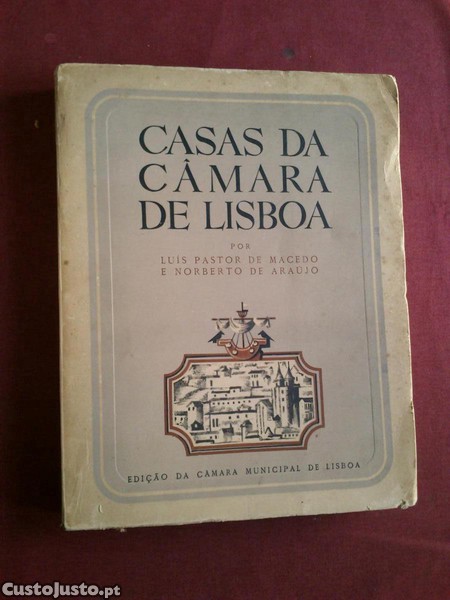 CASAS DA
CÂMARA
DE LISBOA
POR
LUIS PASTOR DE MACEDO
E NORBERTO DE ARAUJO
EDIÇÃO DA CÂMARA MUNICIPAL DE LISBOA
CustoJusto.pt